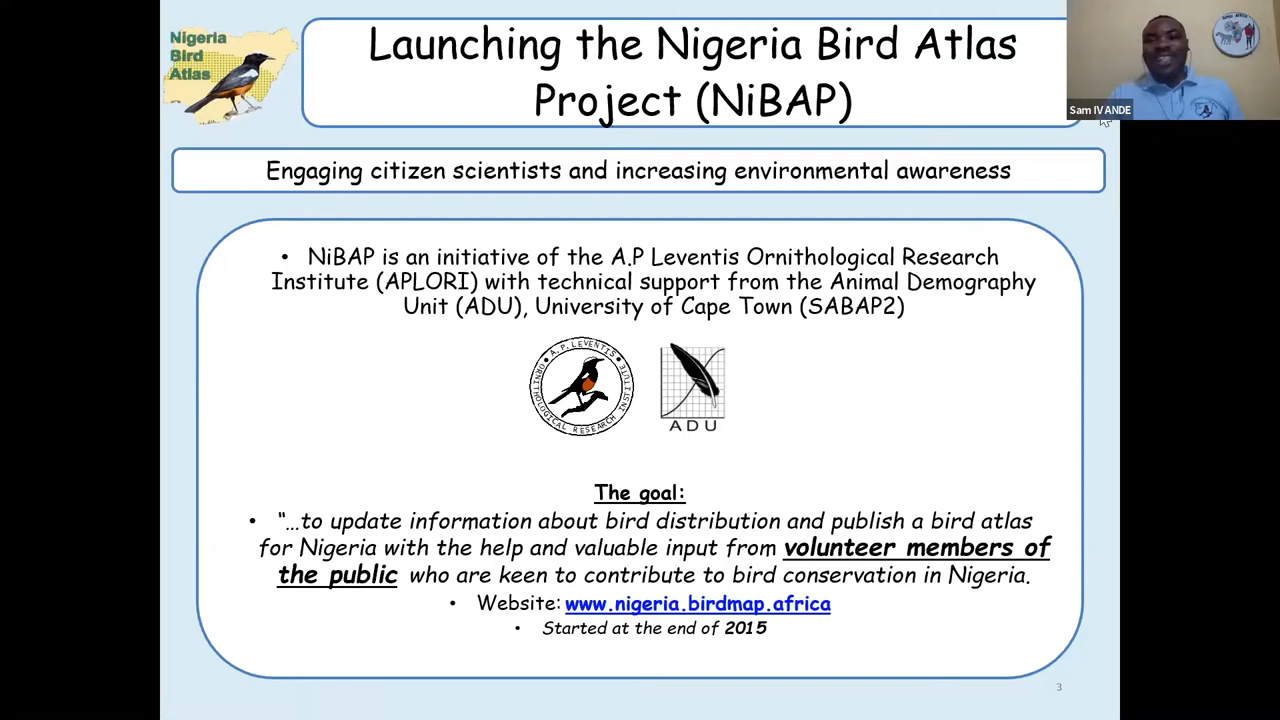 Nigeria
Bird
Atlas
Launching the Nigeria Bird Atlas
Project (NiBAP)
Sam IVANDE
Engaging citizen scientists and increasing environmental awareness
• NiBAP is an initiative of the A.P Leventis Ornithological Research
Institute (APLORI) with technical support from the Animal Demography
Unit (ADU), University of Cape Town (SABAP2)
A.P. LEVENTIS
ORNITHOLOGICAL RESEARCH INSTITUTE
ADU
The goal:
• “…to update information about bird distribution and publish a bird atlas
for Nigeria with the help and valuable input from volunteer members of
the public who are keen to contribute to bird conservation in Nigeria.
• Website: www.nigeria.birdmap.africa
• Started at the end of 2015
3